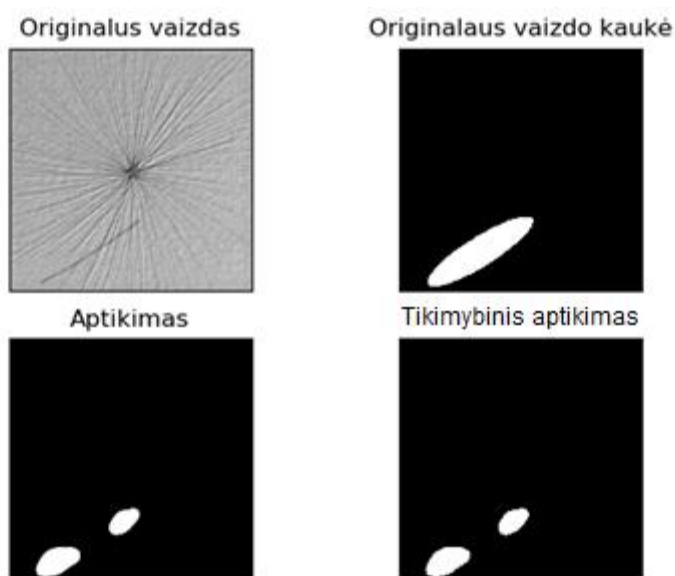 Originalus vaizdas
Originalaus vaizdo kaukė
Aptikimas
Tikimybinis aptikimas